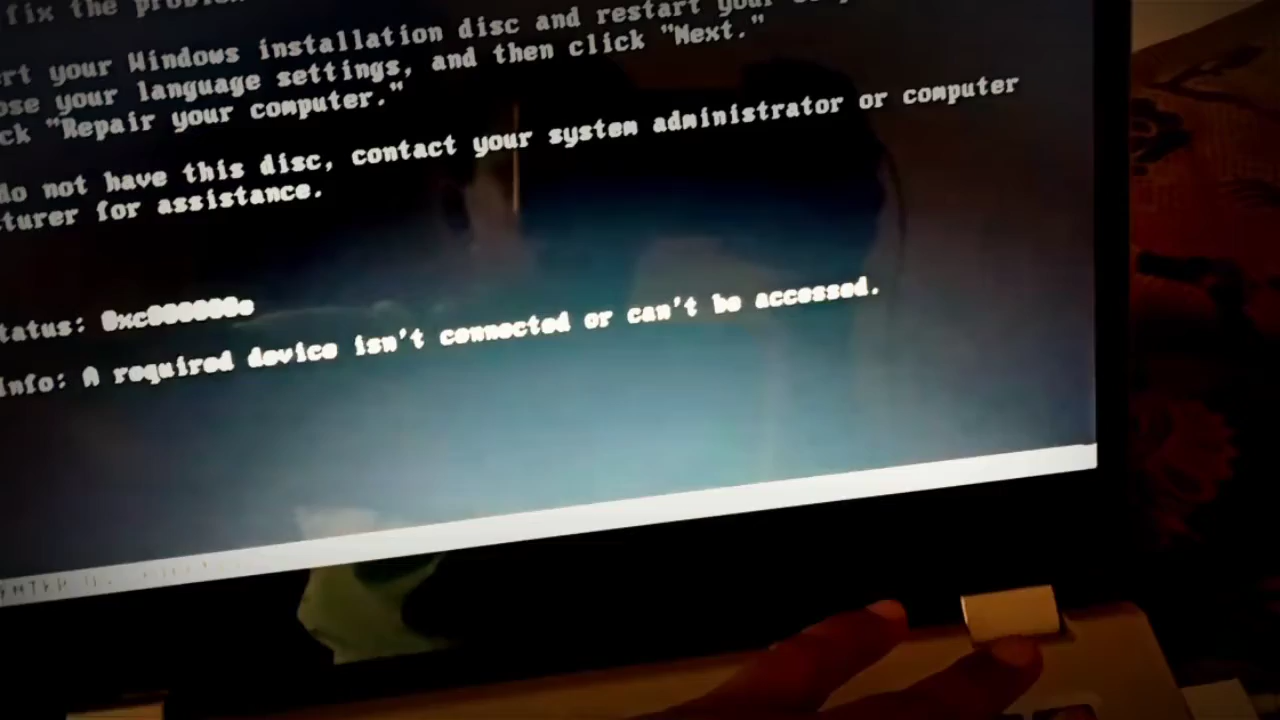 fix the problem
ert your Windows installation disc and restart your
ose your language settings, and then click "Next."
ck "Repair your computer."
do not have this disc, contact your system administrator or computer
cturer for assistance.
tatus: 0xc000000e
Info: A required device isn't connected or can't be accessed.